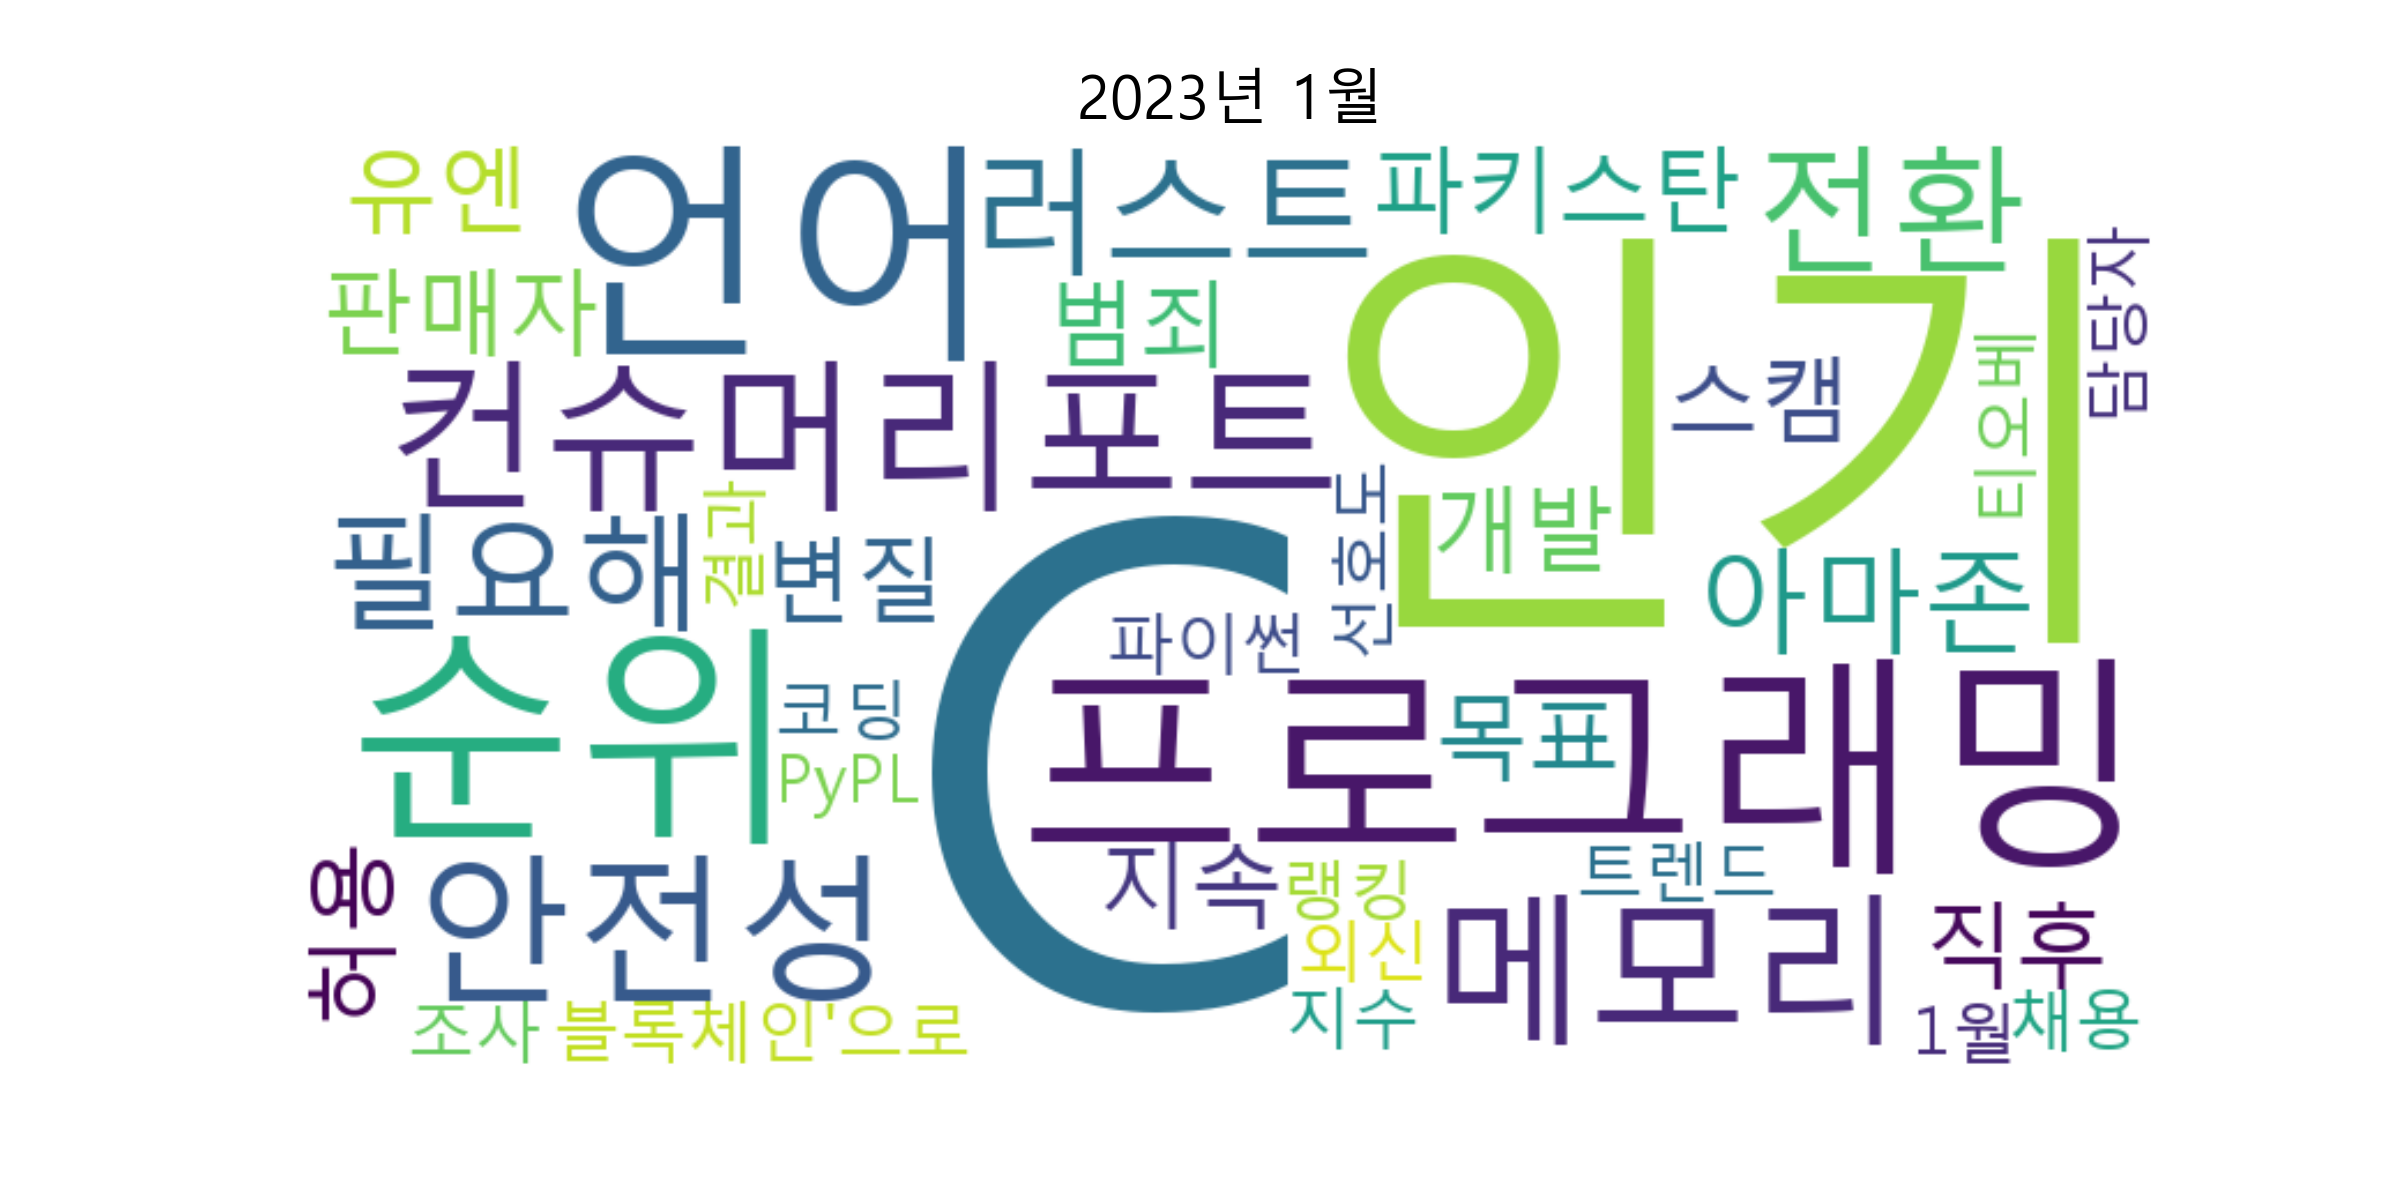 2023년 1월
유엔
언어
러스트
파키스탄
전환
판매자
범죄
인기
담당자
컨슈머리포트
스캠
티오베
필요해
결과
변질
선호도
개발
아마존
C
파이썬
순위
코딩
PyPL
프로그래밍
목표
허용
안전성
지속
랭킹
트렌드
외신
메모리
직후
조사
블록체인'으로
지수
1월
채용